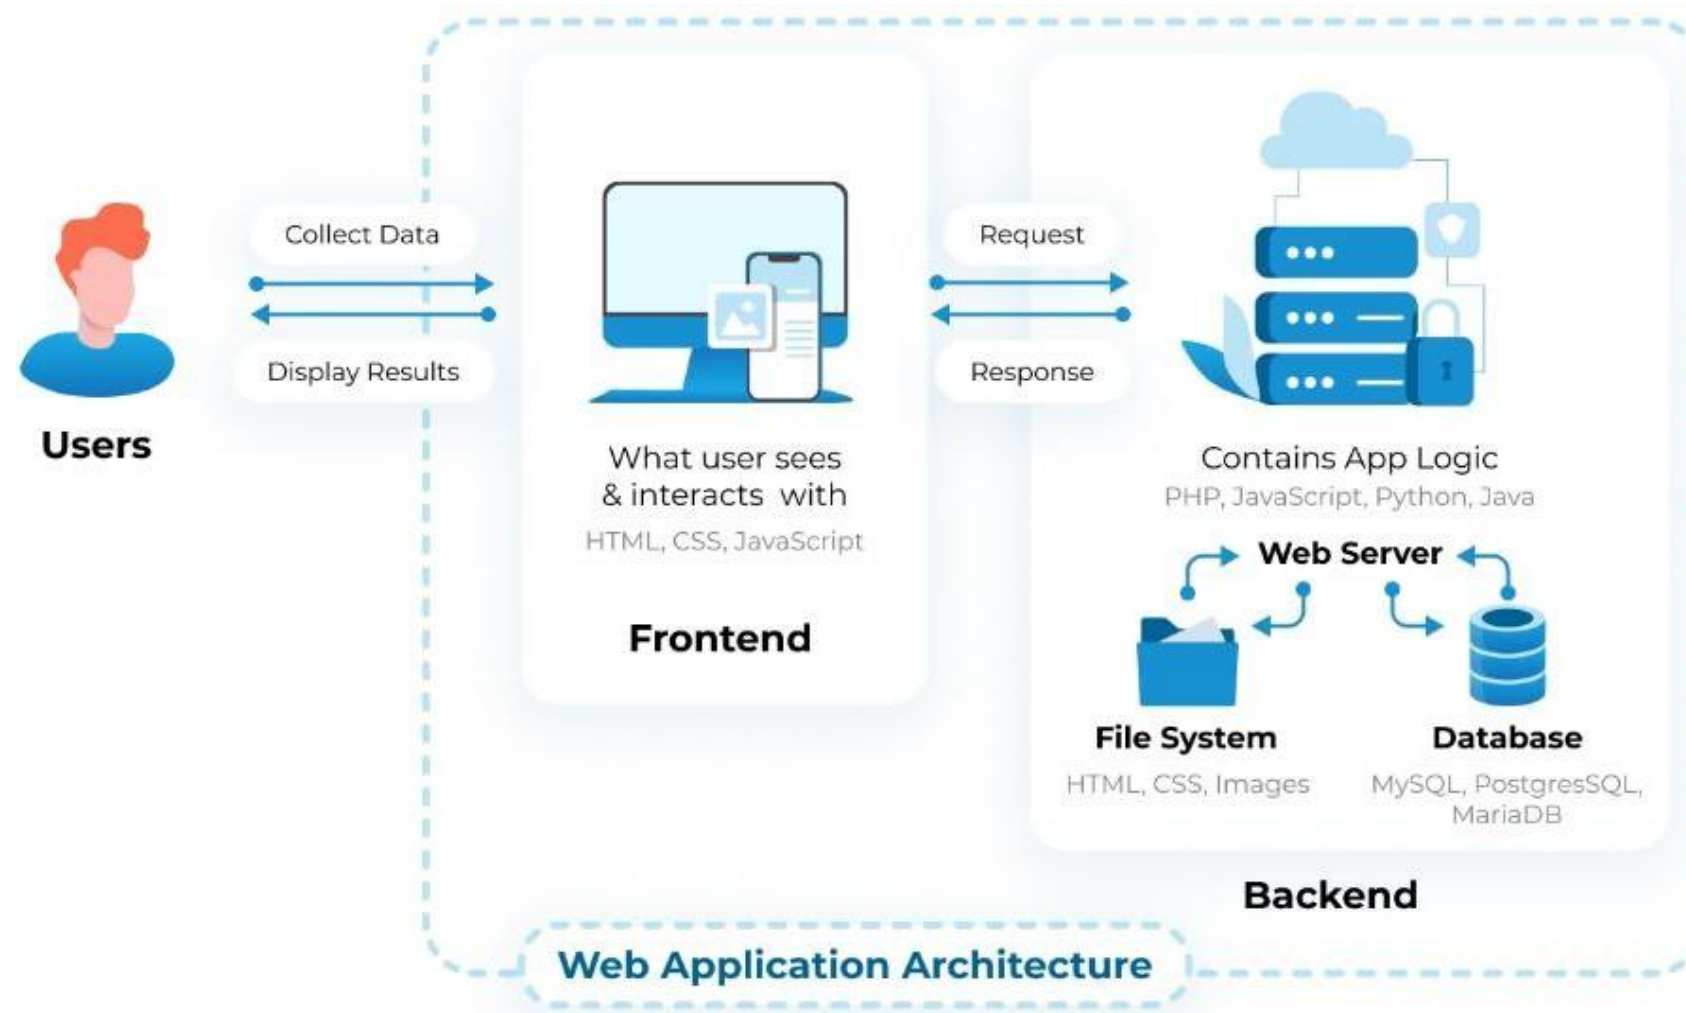 Collect Data
Display Results
Users
What user sees
& interacts with
HTML, CSS, JavaScript
Frontend
Request
Response
Contains App Logic
PHP, JavaScript, Python, Java
Web Server
File System
HTML, CSS, Images
Database
MySQL, PostgresSQL,
MariaDB
Backend
Web Application Architecture